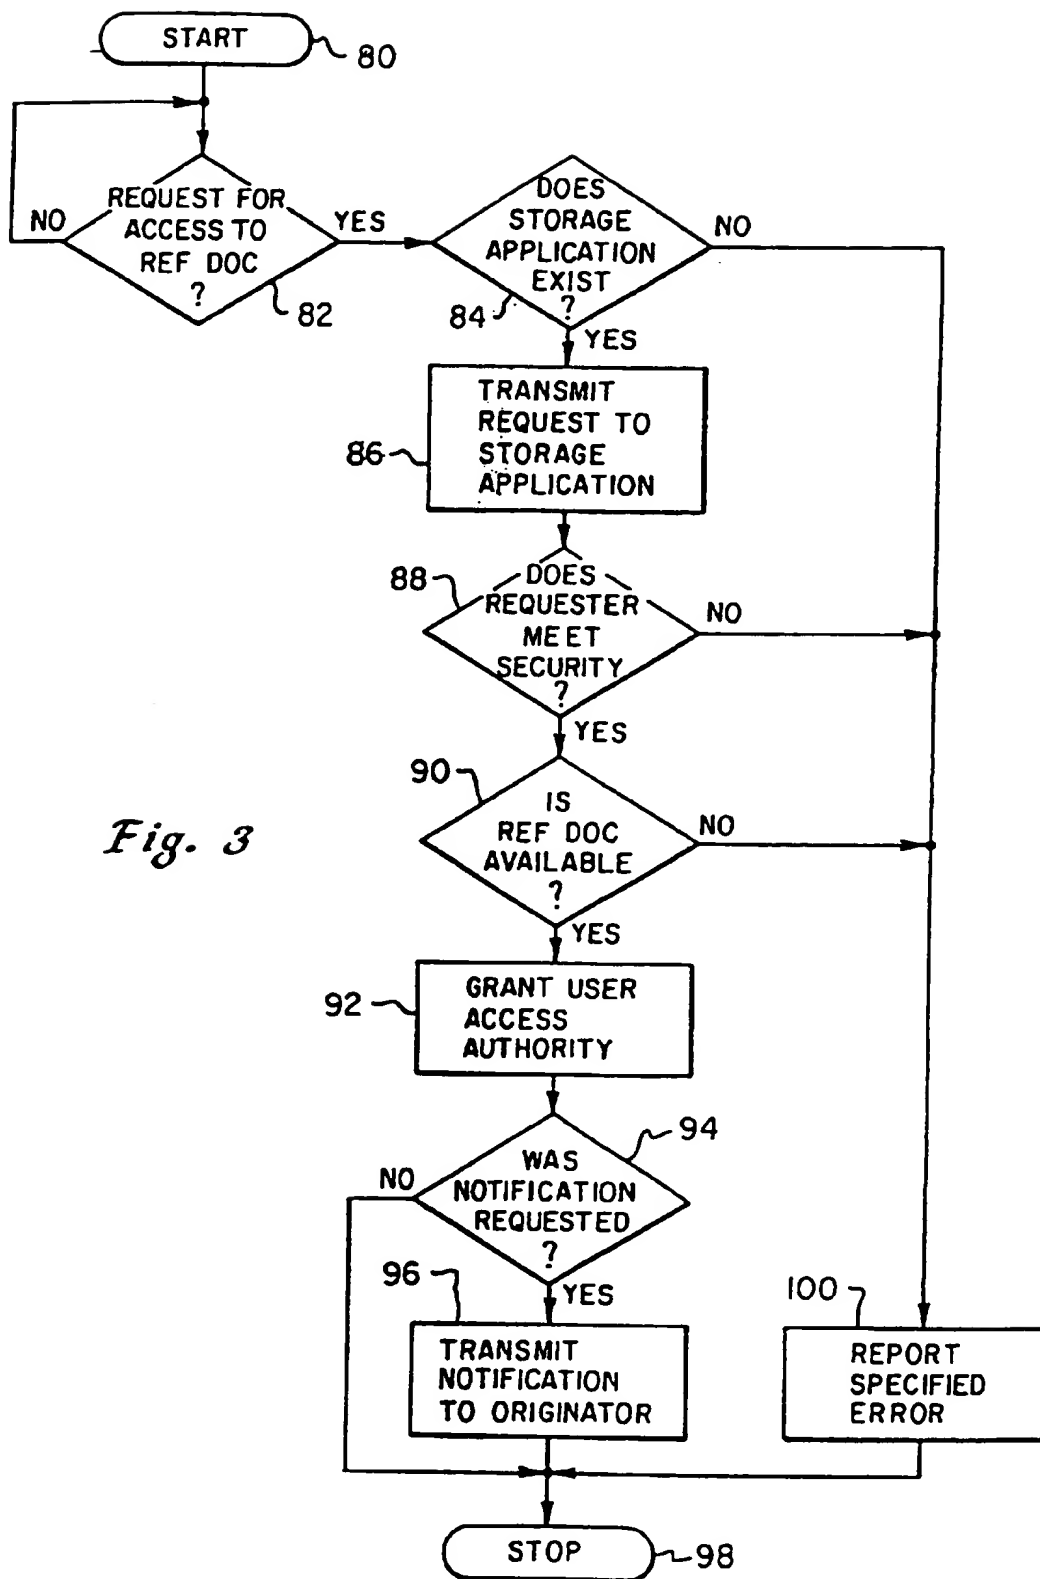 START
80
REQUEST FOR
ACCESS TO
REF DOC
?
NO
YES
82
DOES
STORAGE
APPLICATION
EXIST
?
NO
84
YES
TRANSMIT
REQUEST TO
STORAGE
APPLICATION
86
88
DOES
REQUESTER
MEET
SECURITY
?
NO
YES
90
IS
REF DOC
AVAILABLE
?
NO
YES
Fig. 3
92
GRANT USER
ACCESS
AUTHORITY
94
WAS
NOTIFICATION
REQUESTED
?
NO
YES
96
TRANSMIT
NOTIFICATION
TO ORIGINATOR
100
REPORT
SPECIFIED
ERROR
STOP
98